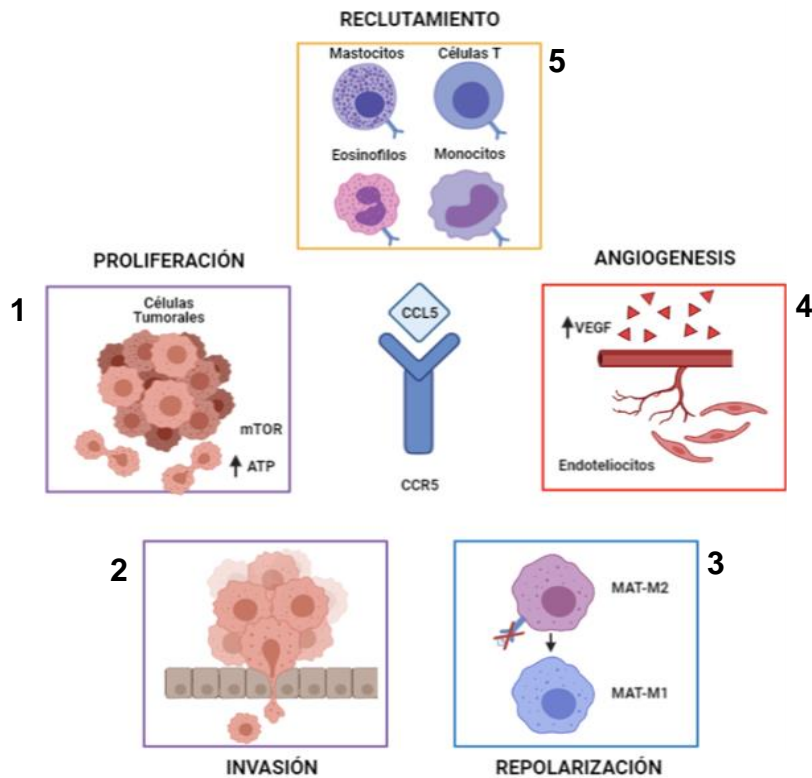 RECLUTAMIENTO
5
Mastocitos
Células T
Eosinofilos
Monocitos
PROLIFERACIÓN
1
Células
Tumorales
mTOR
ATP
CCL5
CCR5
ANGIOGENESIS
4
VEGF
Endoteliocitos
2
INVASIÓN
3
MAT-M2
MAT-M1
REPOLARIZACIÓN